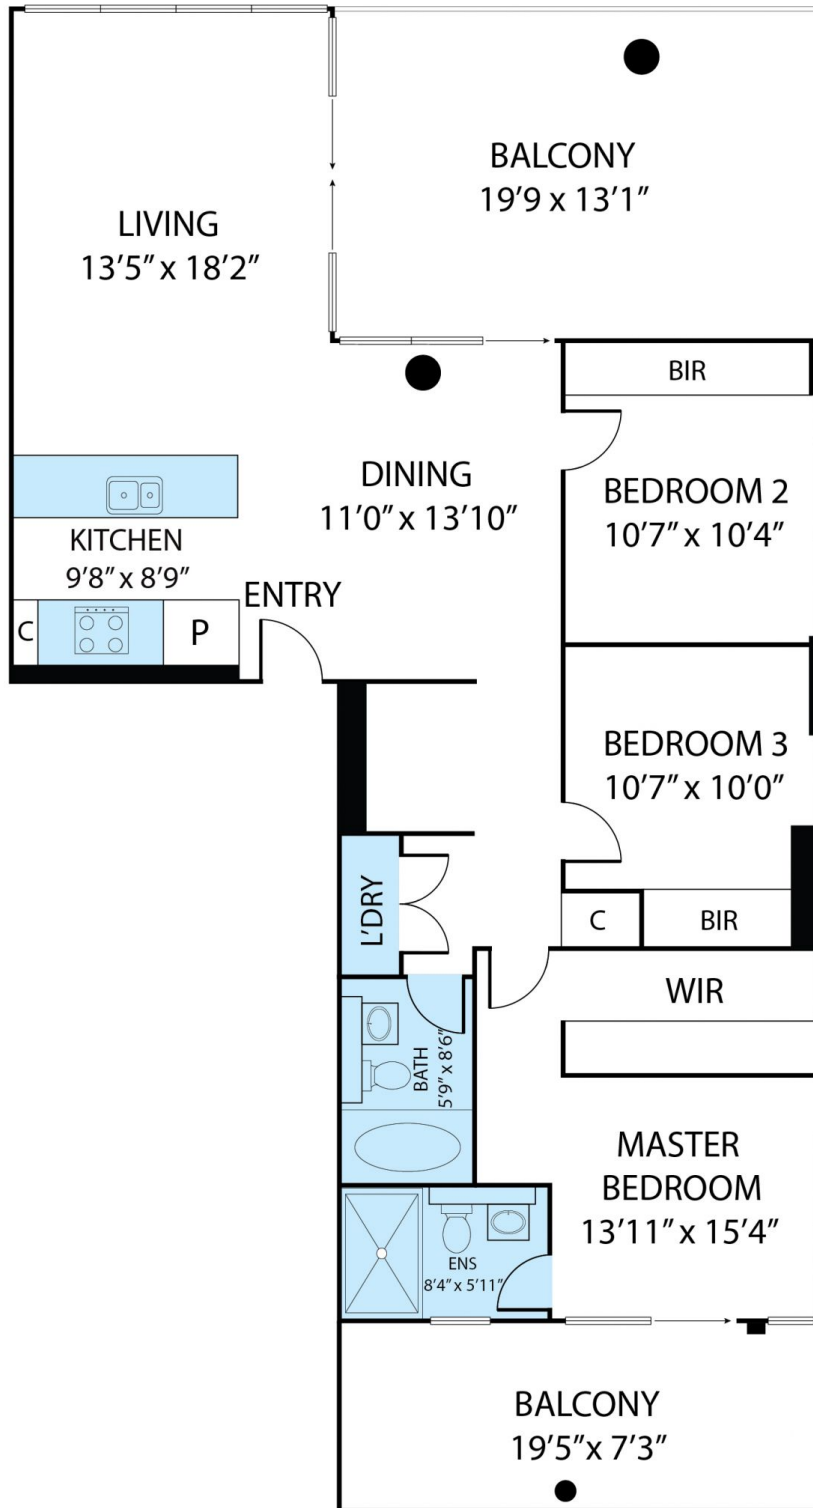 BALCONY
19'9 x 13'1”
LIVING
13'5” x 18'2”
BIR
DINING
11'0” x 13'10”
BEDROOM 2
10'7” x 10'4”
KITCHEN
9'8” x 8'9”
ENTRY
C
P
BEDROOM 3
10'7” x 10'0”
L'DRY
C
BIR
WIR
BATH
5'9” x 8'6”
MASTER
BEDROOM
13'11” x 15'4”
ENS
8'4” x 5'11”
BALCONY
19'5” x 7'3”